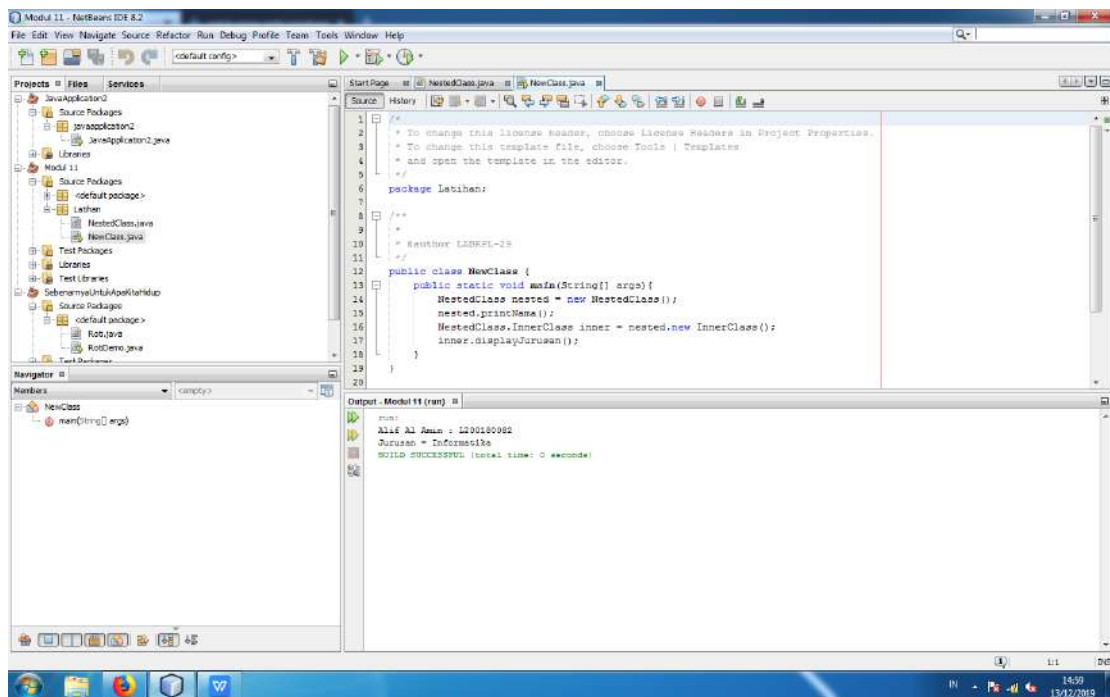 Modul 11 - NetBeans IDE 8.2
File Edit View Navigate Source Refactor Run Debug Profile Team Tools Window Help
<default config>
Projects Files Services
Start Page NestedClass.java NewClass.java
Source History
JavaApplication2
Source Packages
javaapplication2
JavaApplication2.java
Libraries
Modul 11
Source Packages
<default package>
Latihan
NestedClass.java
NewClass.java
Test Packages
Libraries
Test Libraries
SebenarnyaUntukApaKitaHidup
Source Packages
<default package>
Roti.java
RotiDemo.java
Test Packages
1 /*
2 * To change this license header, choose License Headers in Project Properties.
3 * To change this template file, choose Tools | Templates
4 * and open the template in the editor.
5 */
6 package Latihan;
7
8 /**
9 *
10 * @author LABRPL-29
11 */
12 public class NewClass {
13 public static void main(String[] args){
14 NestedClass nested = new NestedClass();
15 nested.printNama();
16 NestedClass.InnerClass inner = nested.new InnerClass();
17 inner.displayJurusan();
18 }
19 }
20
Navigator
Members <empty>
NewClass
main(String[] args)
Output - Modul 11 (run)
run:
Alif Al Amin : L200180082
Jurusan = Informatika
BUILD SUCCESSFUL (total time: 0 seconds)
1:1 INS
IN 14:59
13/12/2019